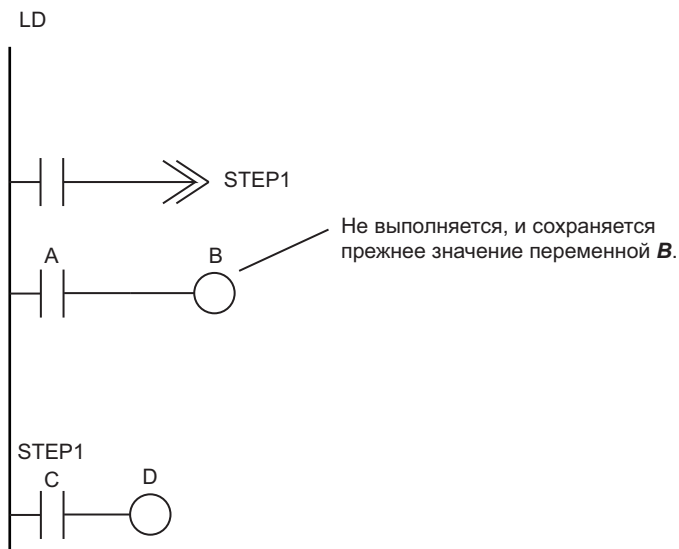 LD
STEP1
Не выполняется, и сохраняется
прежнее значение переменной B.
A
B
STEP1
C
D